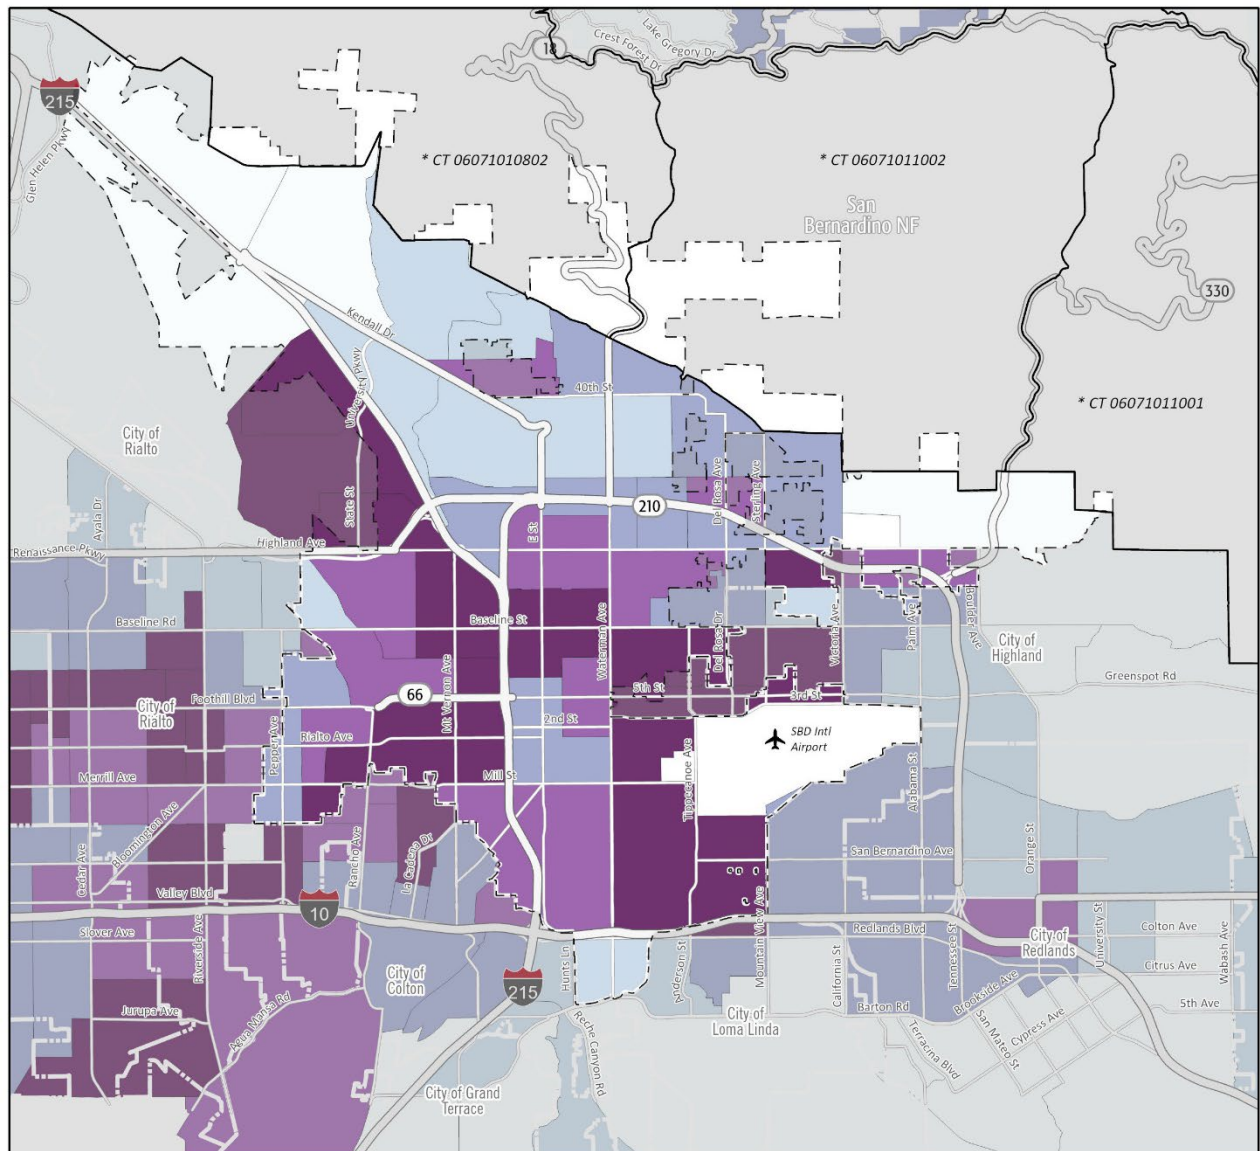 Lake Gregory Dr
Crest Forest Dr
18
215
Glen Helen Pkwy
* CT 06071010802
* CT 06071011002
San
Bernardino NF
330
Kendall Dr
University Pkwy
40th St
* CT 06071011001
City of
Rialto
Ayala Dr
State St
Del Rosa Ave
Sterling Ave
210
E St
Highland Ave
Renaissance Pkwy
Baseline Rd
Baseline St
Waterman Ave
Del Rosa Dr
Victoria Ave
Palm Ave
Boulder Ave
City of
Highland
Greenspot Rd
City of
Rialto
Foothill Blvd
66
Mt Vernon Ave
5th St
3rd St
2nd St
Rialto Ave
Pepper Ave
SBD Intl
Airport
Merrill Ave
Mill St
Tippecanoe Ave
Alabama St
Bloomington Ave
Cedar Ave
Rancho Ave
La Cadena Dr
San Bernardino Ave
Orange St
Valley Blvd
10
Mountain View Ave
Slover Ave
Riverside Ave
Redlands Blvd
Tennessee St
University St
Colton Ave
Wabash Ave
City of
Redlands
City of
Colton
215
Hunts Ln
Anderson St
California St
Citrus Ave
Brookside Ave
Jurupa Ave
Agua Mansa Rd
City of
Loma Linda
Barton Rd
5th Ave
Reche Canyon Rd
Terracina Blvd
San Mateo St
Cypress Ave
City of Grand
Terrace